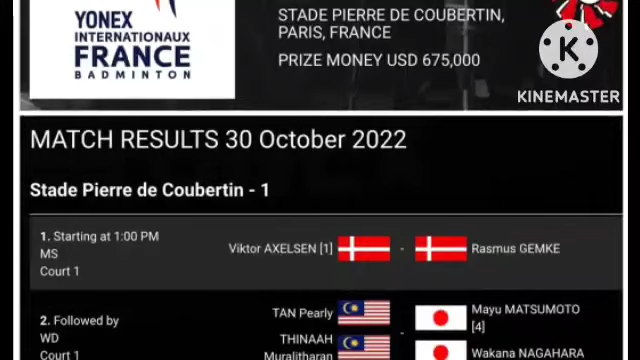 YONEX
INTERNATIONAUX
FRANCE
BADMINTON
STADE PIERRE DE COUBERTIN,
PARIS, FRANCE
PRIZE MONEY USD 675,000
K
KINEMASTER
MATCH RESULTS 30 October 2022
Stade Pierre de Coubertin - 1
1. Starting at 1:00 PM
MS
Court 1
Viktor AXELSEN [1]
-
Rasmus GEMKE
2. Followed by
WD
Court 1
TAN Pearly
THINAAH
Muralitharan
-
Mayu MATSUMOTO
[4]
Wakana NAGAHARA